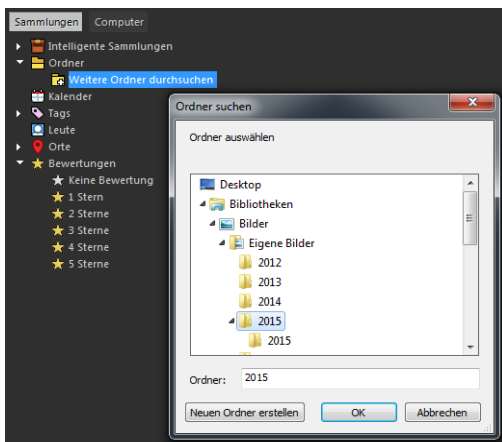 Sammlungen Computer
Intelligente Sammlungen
Ordner
Weitere Ordner durchsuchen
Kalender
Tags
Leute
Orte
Bewertungen
Keine Bewertung
1 Stern
2 Sterne
3 Sterne
4 Sterne
5 Sterne
Ordner suchen
Ordner auswählen
Desktop
Bibliotheken
Bilder
Eigene Bilder
2012
2013
2014
2015
2015
Ordner: 2015
Neuen Ordner erstellen OK Abbrechen